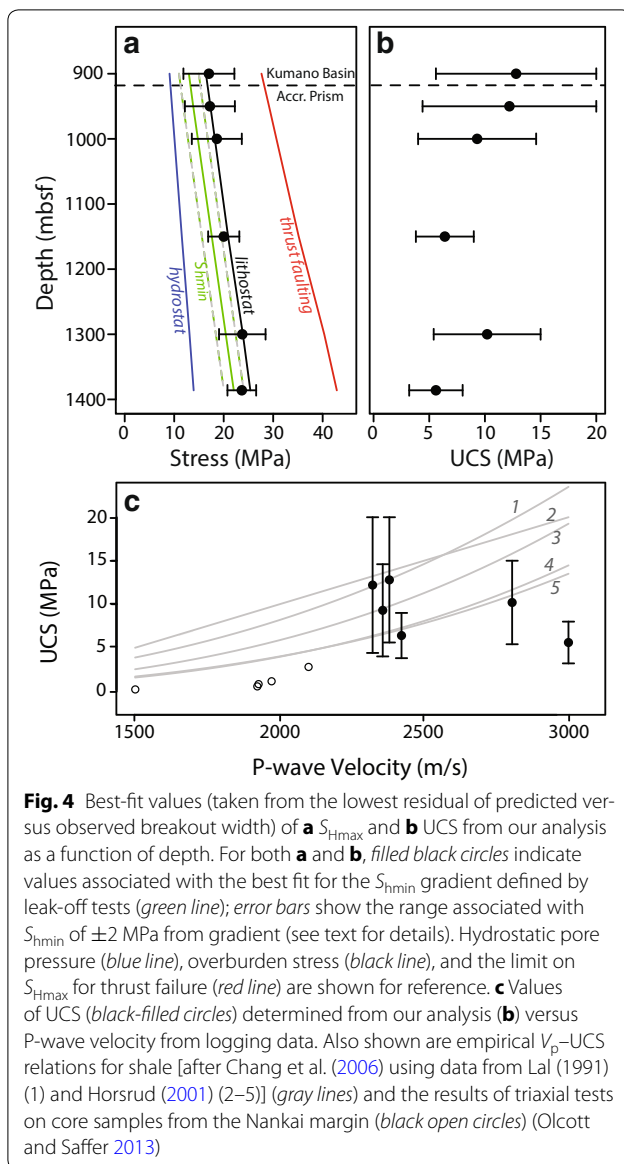 a
b
Kumano Basin
Accr. Prism
900
1000
1100
1200
1300
1400
Depth (mbsf)
hydrostat
Shmin
lithostat
thrust faulting
0 10 20 30 40
Stress (MPa)
0 5 10 15 20
UCS (MPa)
c
1
2
3
4
5
20
15
10
5
0
UCS (MPa)
1500 2000 2500 3000
P-wave Velocity (m/s)
Fig. 4 Best-fit values (taken from the lowest residual of predicted ver-
sus observed breakout width) of a SHmax and b UCS from our analysis
as a function of depth. For both a and b, filled black circles indicate
values associated with the best fit for the Shmin gradient defined by
leak-off tests (green line); error bars show the range associated with
Shmin of ±2 MPa from gradient (see text for details). Hydrostatic pore
pressure (blue line), overburden stress (black line), and the limit on
SHmax for thrust failure (red line) are shown for reference. c Values
of UCS (black-filled circles) determined from our analysis (b) versus
P-wave velocity from logging data. Also shown are empirical Vp–UCS
relations for shale [after Chang et al. (2006) using data from Lal (1991)
(1) and Horsrud (2001) (2–5)] (gray lines) and the results of triaxial tests
on core samples from the Nankai margin (black open circles) (Olcott
and Saffer 2013)